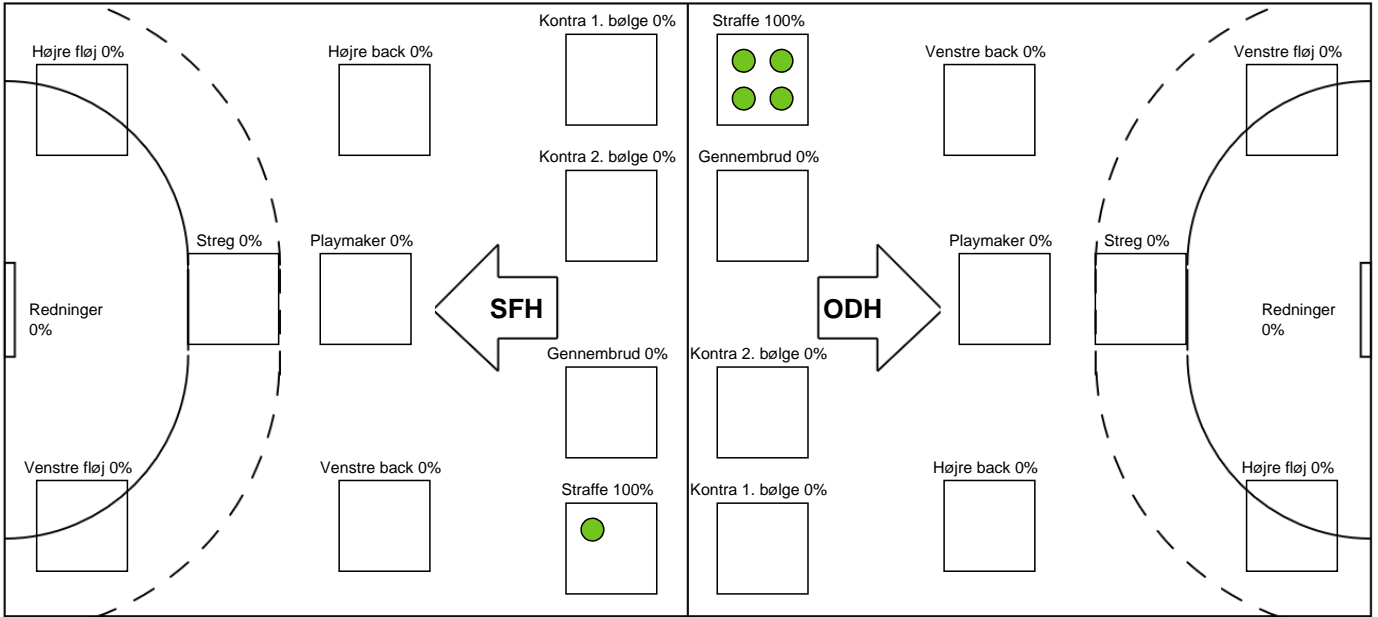 Kontra 1. bølge 0%
Straffe 100%
Højre fløj 0%
Højre back 0%
Venstre back 0%
Venstre fløj 0%
Kontra 2. bølge 0%
Gennembrud 0%
Streg 0%
Playmaker 0%
Playmaker 0%
Streg 0%
Redninger
0%
SFH
ODH
Redninger
0%
Gennembrud 0%
Kontra 2. bølge 0%
Venstre fløj 0%
Venstre back 0%
Højre back 0%
Højre fløj 0%
Straffe 100%
Kontra 1. bølge 0%